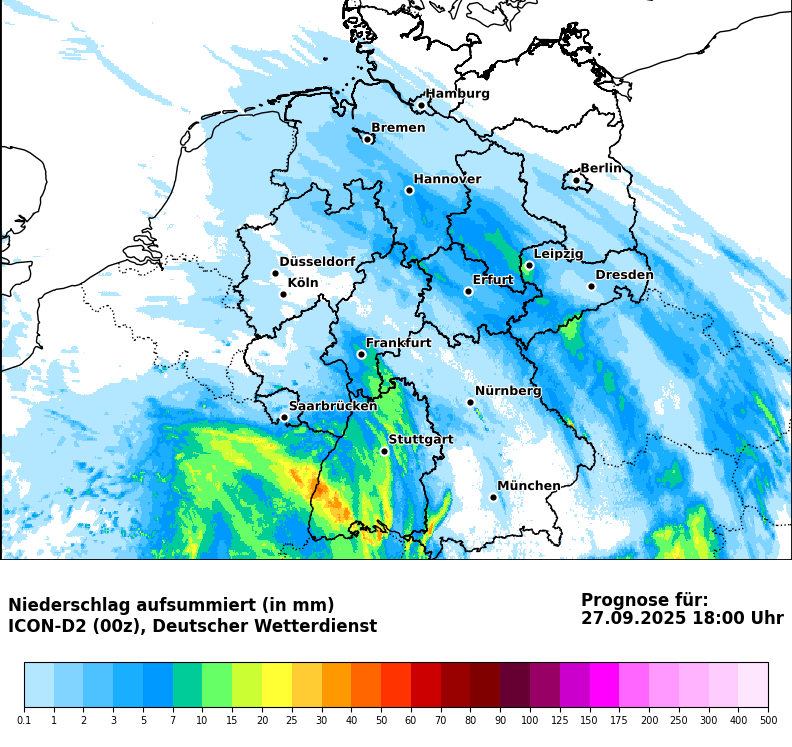 Hamburg
Bremen
Berlin
Hannover
Leipzig
Düsseldorf
Dresden
Köln
Erfurt
Frankfurt
Nürnberg
Saarbrücken
Stuttgart
München
Niederschlag aufsummiert (in mm)
ICON-D2 (00z), Deutscher Wetterdienst
Prognose für:
27.09.2025 18:00 Uhr
0.1 1 2 3 5 7 10 15 20 25 30 40 50 60 70 80 90 100 125 150 175 200 250 300 400 500